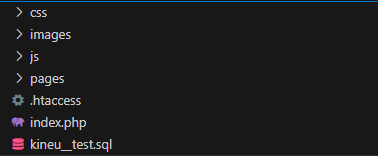 css
images
js
pages
.htaccess
index.php
kineu__test.sql